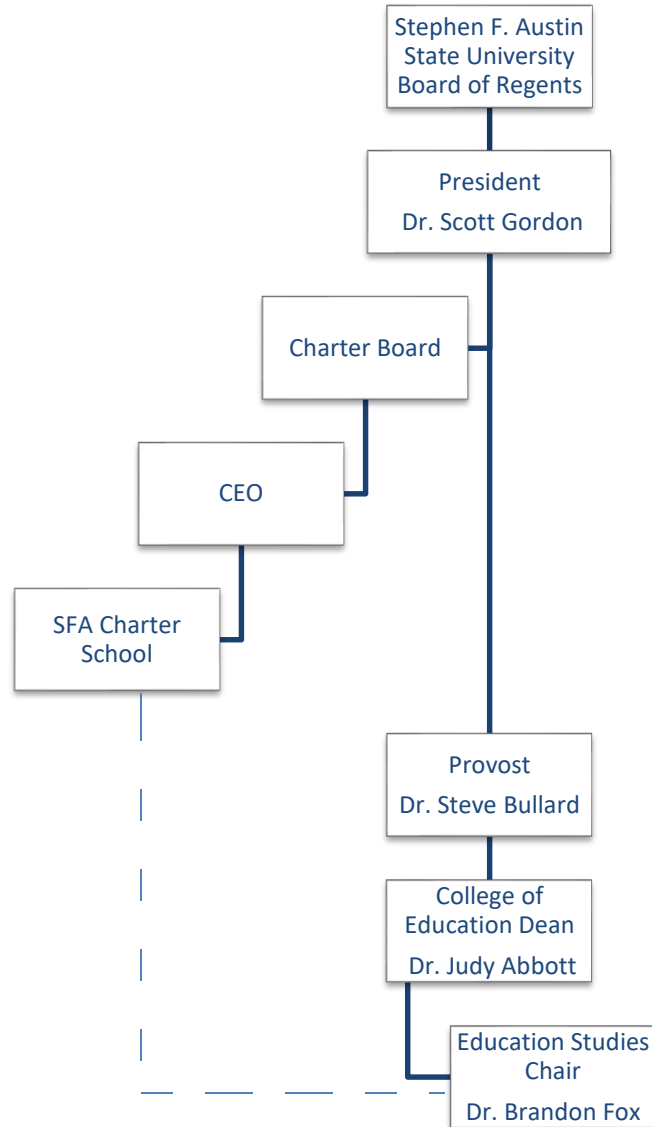 Stephen F. Austin
State University
Board of Regents
President
Dr. Scott Gordon
Charter Board
CEO
SFA Charter
School
Provost
Dr. Steve Bullard
College of
Education Dean
Dr. Judy Abbott
Education Studies
Chair
Dr. Brandon Fox